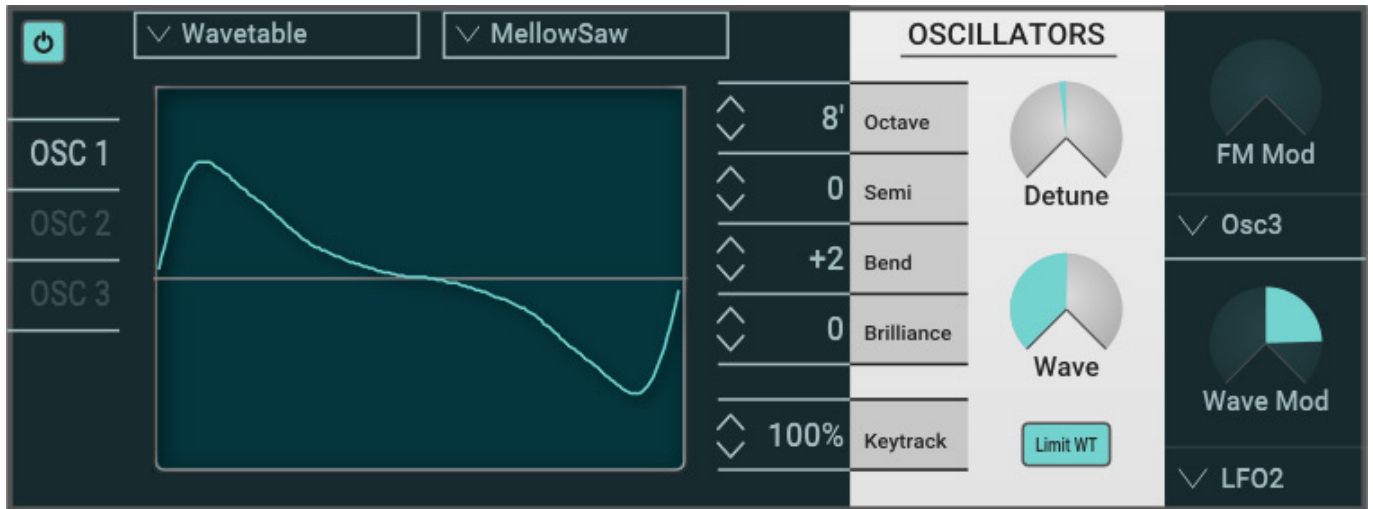 Wavetable
MellowSaw
OSCILLATORS
OSC 1
OSC 2
OSC 3
8' Octave
0 Semi
+2 Bend
0 Brilliance
100% Keytrack
Detune
Wave
Limit WT
FM Mod
Osc3
Wave Mod
LFO2